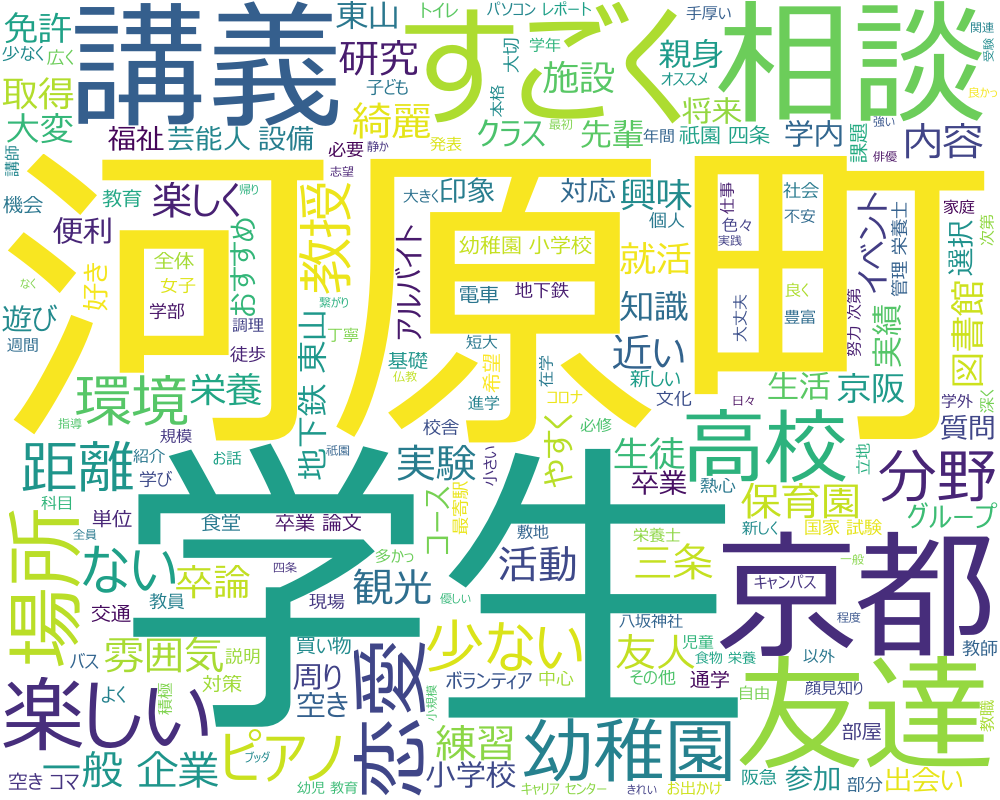 免許
少なく
広く
取得
大変
講師
機会
便利
遊び
週間
講義
福祉
教育
帰り
楽しく
全体
女子
なく
学部
芸能人 設備
東山
研究
トイレ
すごく
パソコン レポート
手厚い
大切
学年
施設
子ども
綺麗
本格
親身
オススメ
将来
相談
関連
受験
良かっ
クラス
先輩
最初
年間
祇園 四条
学内
課題
強い
俳優
内容
必要
静か
発表
志望
河原町
教授
おすすめ
調理
徒歩
繋がり
丁寧
アルバイト
大きく
印象
対応
興味
個人
仕事
色々
実践
社会
不安
幼稚園 小学校
就活
電車
地下鉄
知識
大丈夫
良く
豊富
努力 次第
イベント
管理 栄養士
選択
家庭
次第
図書館
実績
好き
環境
栄養
地下鉄 東山
基礎
仏教
短大
希望
進学
在学
新しい
コロナ
近い
文化
日々
生活
京阪
深く
学外
質問
距離
指導
規模
紹介
学び
お話
祇園
校舎
実験
小さい
必修
やすく
生徒
高校
立地
分野
科目
全員
単位
食堂
卒業 論文
コース
最寄駅
敷地
卒業
熱心
保育園
グループ
新しく
国家 試験
一般
場所
ない
卒論
四条
多かっ
学生
栄養士
三条
活動
観光
優しい
現場
教員
交通
京都
キャンパス
程度
教師
バス
雰囲気
説明
買い物
少ない
八坂神社
友人
児童
食物 栄養
以外
楽しい
よく
積極
対策
周り
空き
恋愛
小規模
ボランティア
中心
その他
通学
自由
顔見知り
友達
教職
部屋
一般 企業
空き コマ
ピアノ
ブッダ
幼児 教育
練習
小学校
幼稚園
キャリア センター
きれい
お出かけ
阪急
参加
部分
出会い